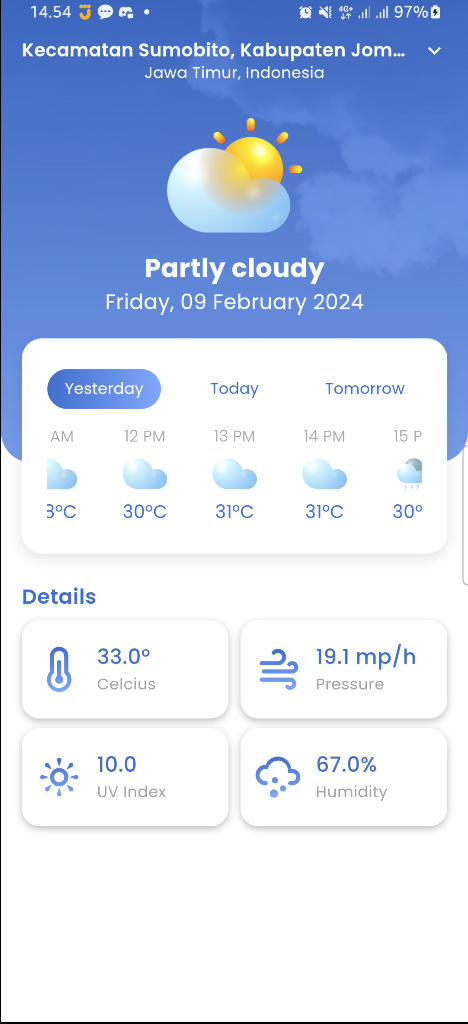 14.54 4G+ 97%
Kecamatan Sumobito, Kabupaten Jom...
Jawa Timur, Indonesia
Partly cloudy
Friday, 09 February 2024
Yesterday Today Tomorrow
AM 12 PM 13 PM 14 PM 15 P
3°C 30°C 31°C 31°C 30°
Details
33.0° 19.1 mp/h
Celcius Pressure
10.0 67.0%
UV Index Humidity